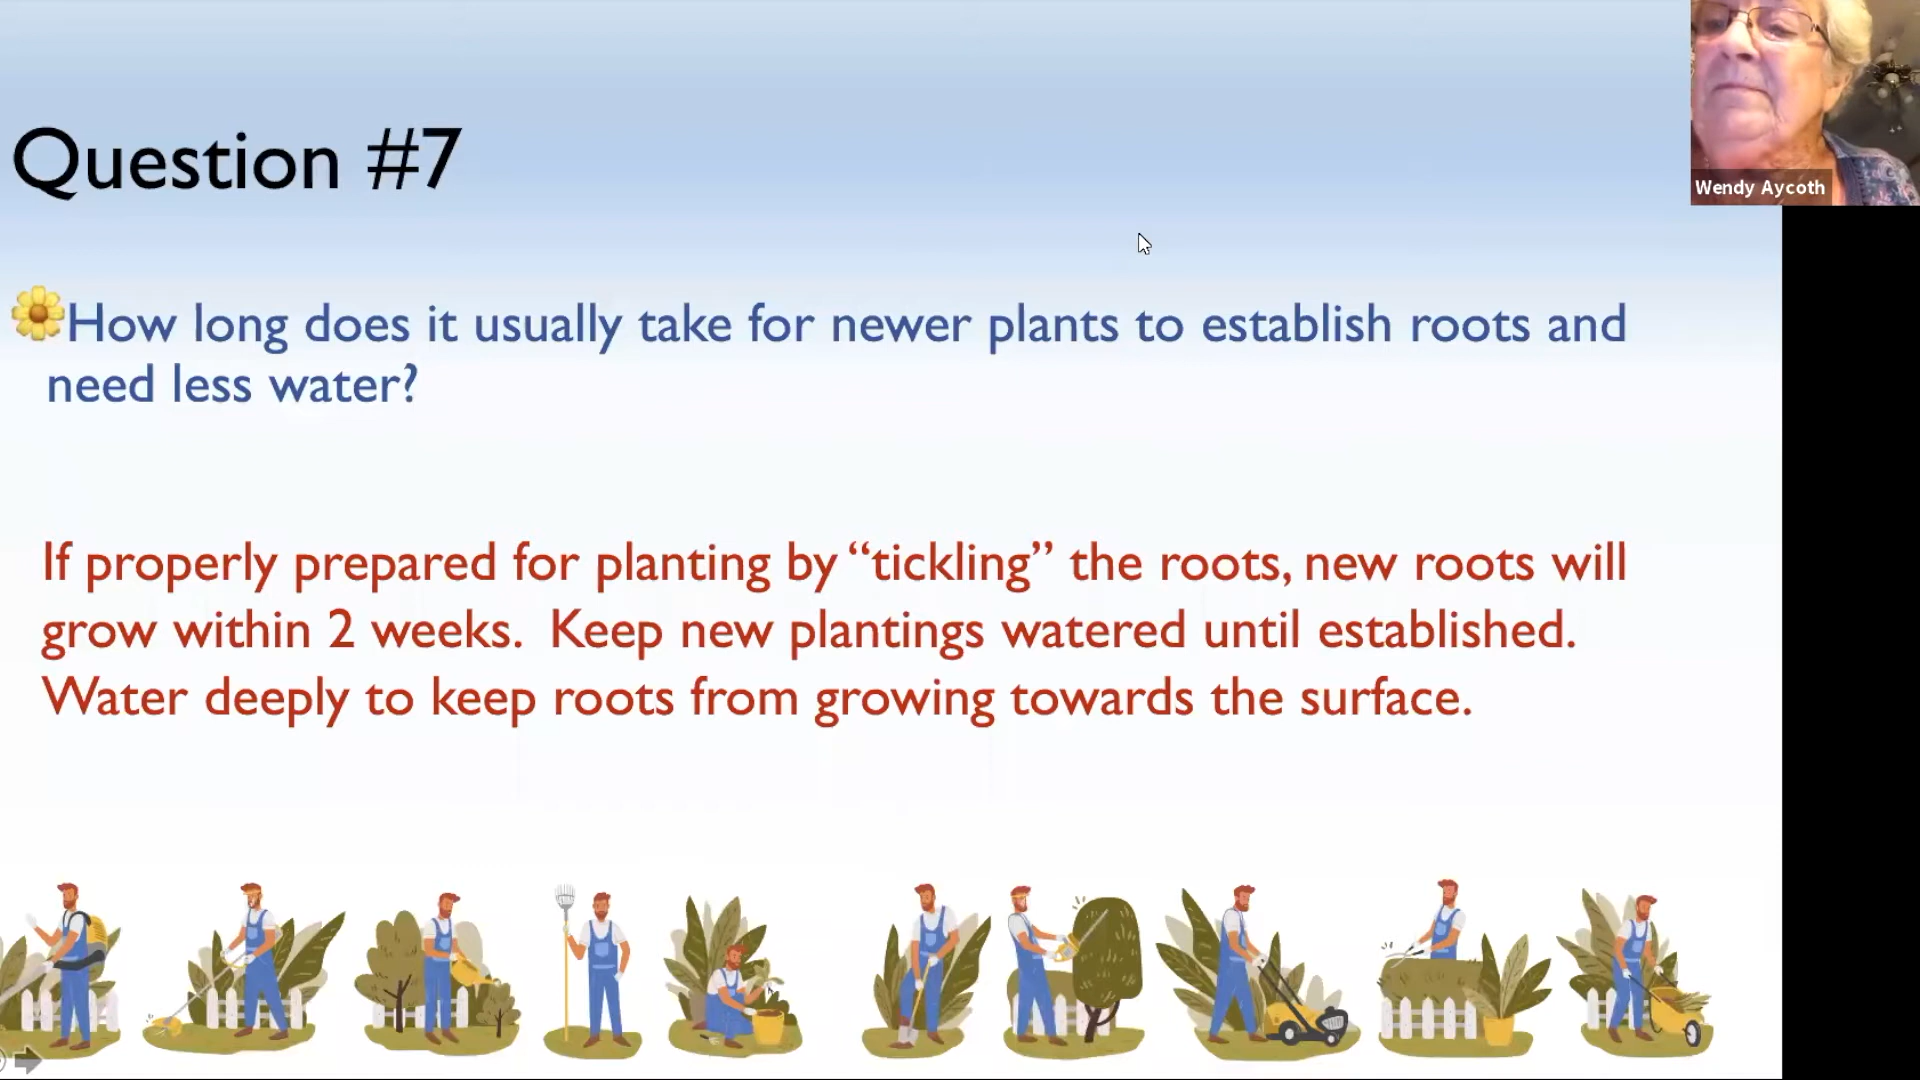 Question #7
Wendy Aycoth
How long does it usually take for newer plants to establish roots and
need less water?
If properly prepared for planting by “tickling” the roots, new roots will
grow within 2 weeks. Keep new plantings watered until established.
Water deeply to keep roots from growing towards the surface.